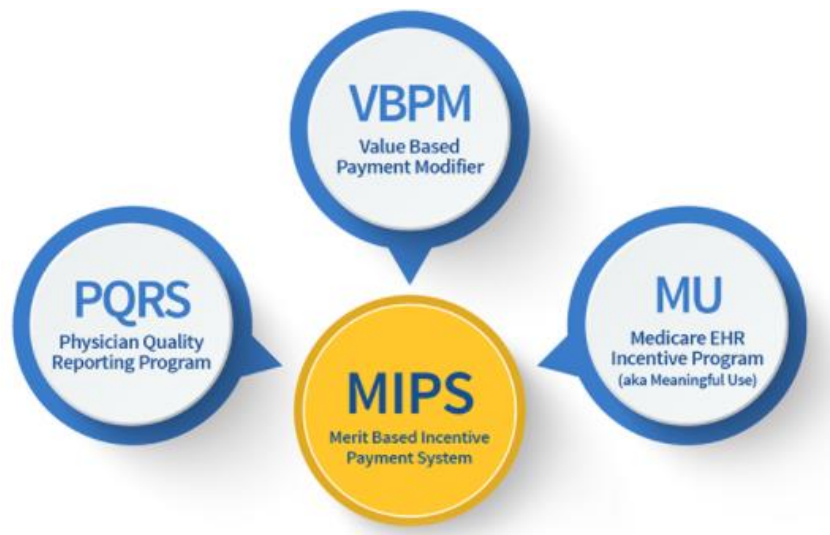 VBPM
Value Based
Payment Modifier
PQRS
Physician Quality
Reporting Program
MU
Medicare EHR
Incentive Program
(aka Meaningful Use)
MIPS
Merit Based Incentive
Payment System